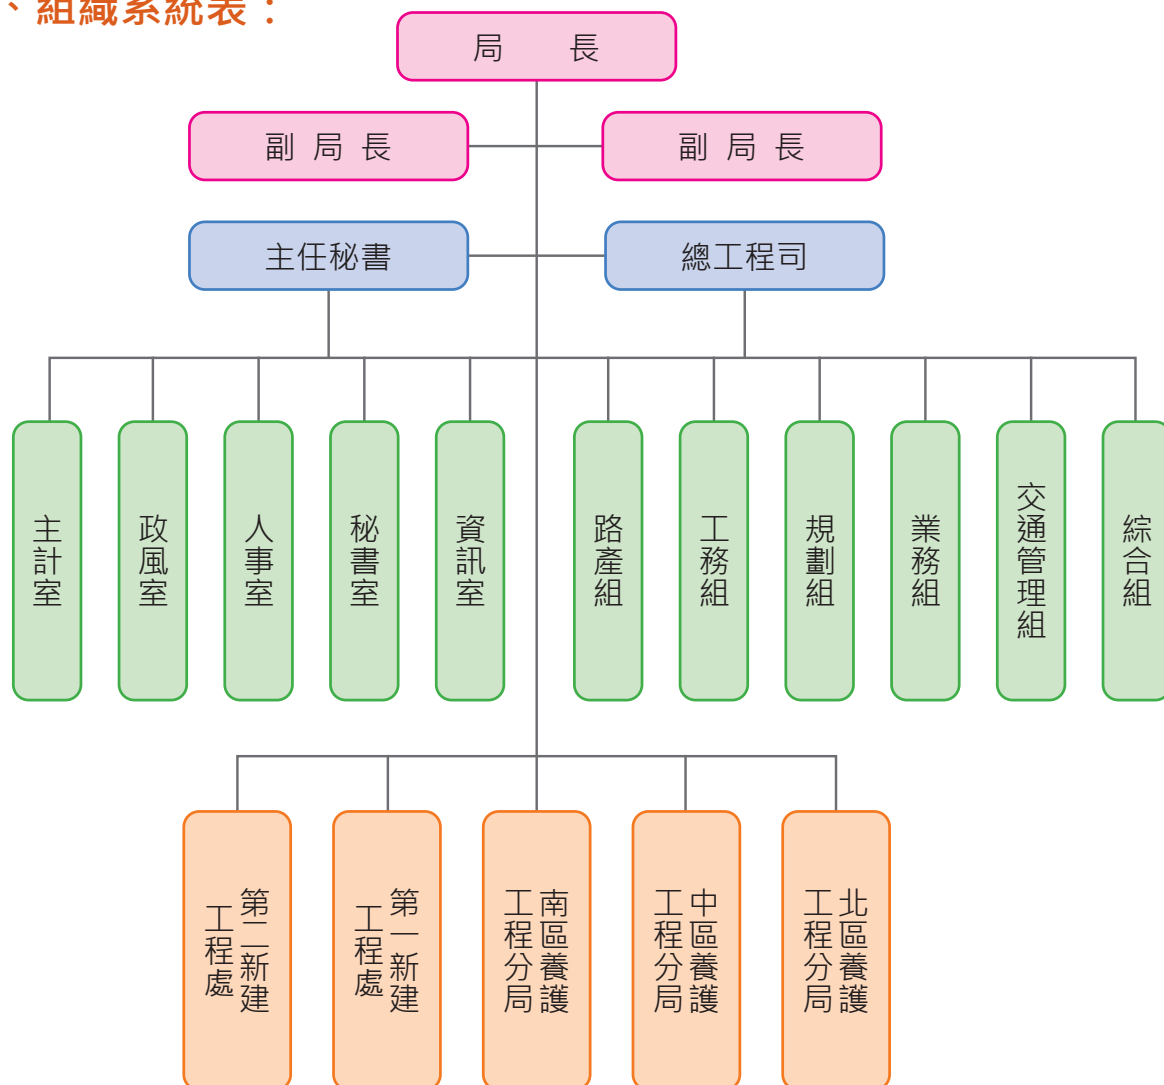 、組織系統表：
局長
副局長
副局長
主任秘書
總工程司
主計室
政風室
人事室
秘書室
資訊室
路產組
工務組
規劃組
業務組
交通管理組
綜合組
第二新建
工程處
第一新建
工程處
南區養護
工程分局
中區養護
工程分局
北區養護
工程分局